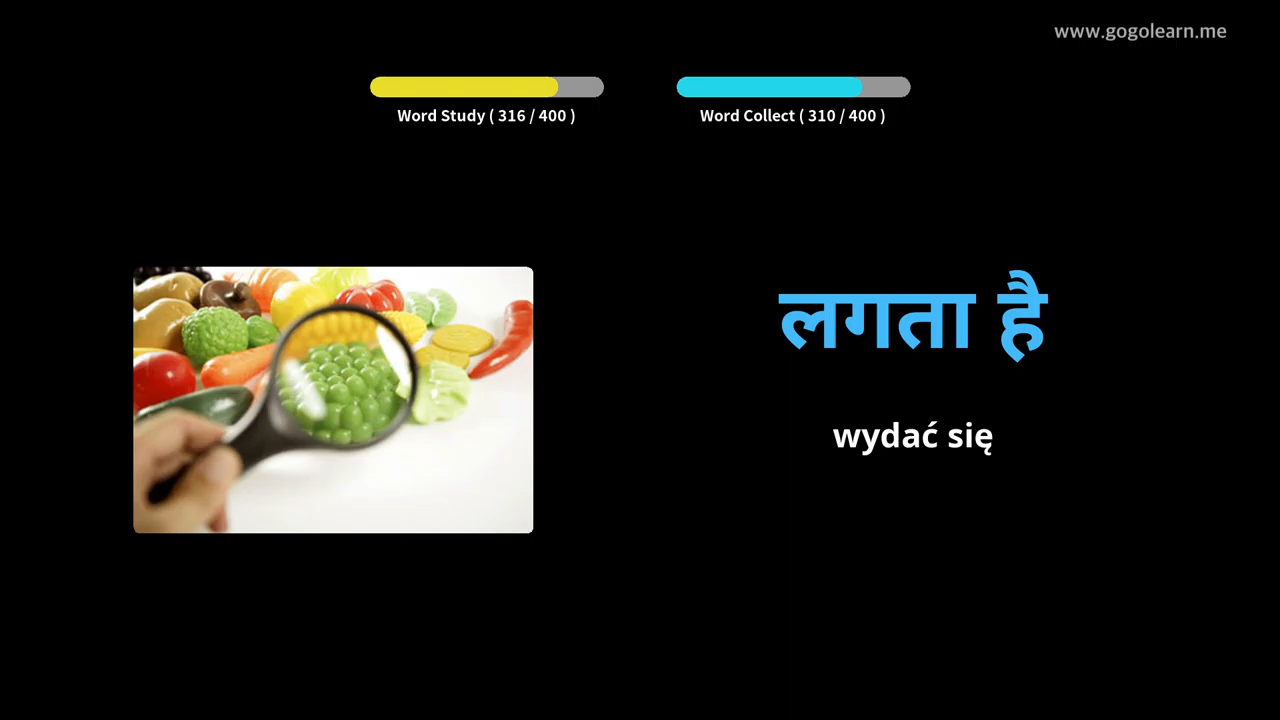 www.gogolearn.me
Word Study ( 316 / 400 )
Word Collect ( 310 / 400 )
लगता है
wydać się